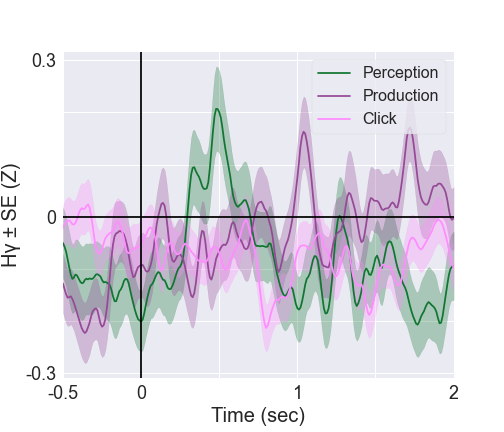 0.3
Perception
Production
Click
0
-0.3
Hγ ± SE (Z)
-0.5
0
1
2
Time (sec)